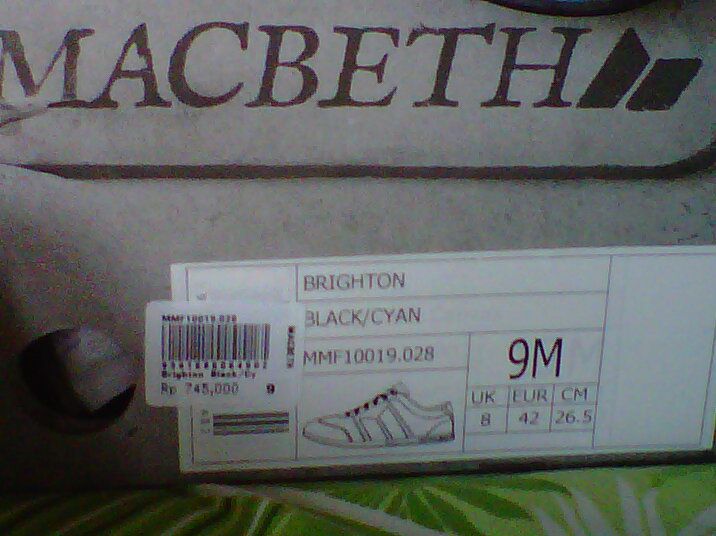 MACBETH
BRIGHTON
BLACK/CYAN
MMF10019.028
9M
UK EUR CM
8 42 26.5
MMF10019.028
MACBETH
Brighton Black/Cy
Rp 745,000 9